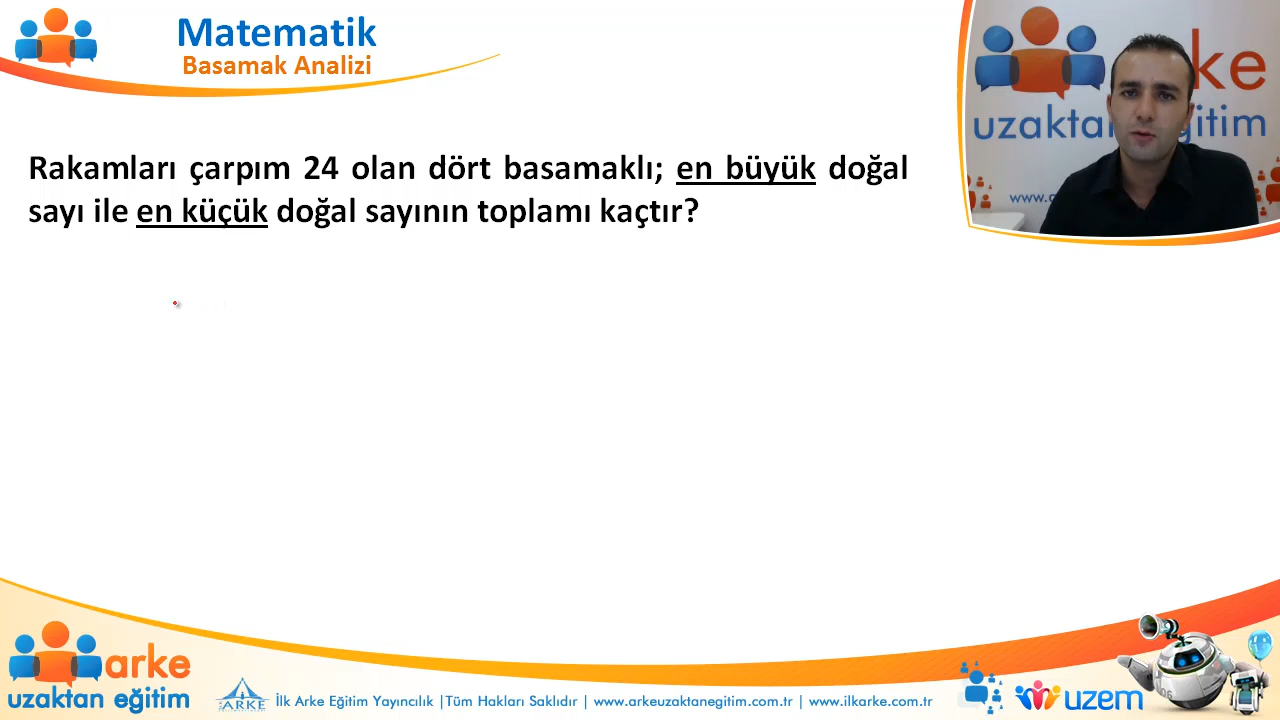 Matematik
Basamak Analizi
ke
uzaktan eğitim
www.
Rakamları çarpım 24 olan dört basamaklı; en büyük doğal
sayı ile en küçük doğal sayının toplamı kaçtır?
arke
uzaktan eğitim
ARKE
İlk Arke Eğitim Yayıncılık |Tüm Hakları Saklıdır | www.arkeuzaktanegitim.com.tr | www.ilkarke.com.tr
uzem